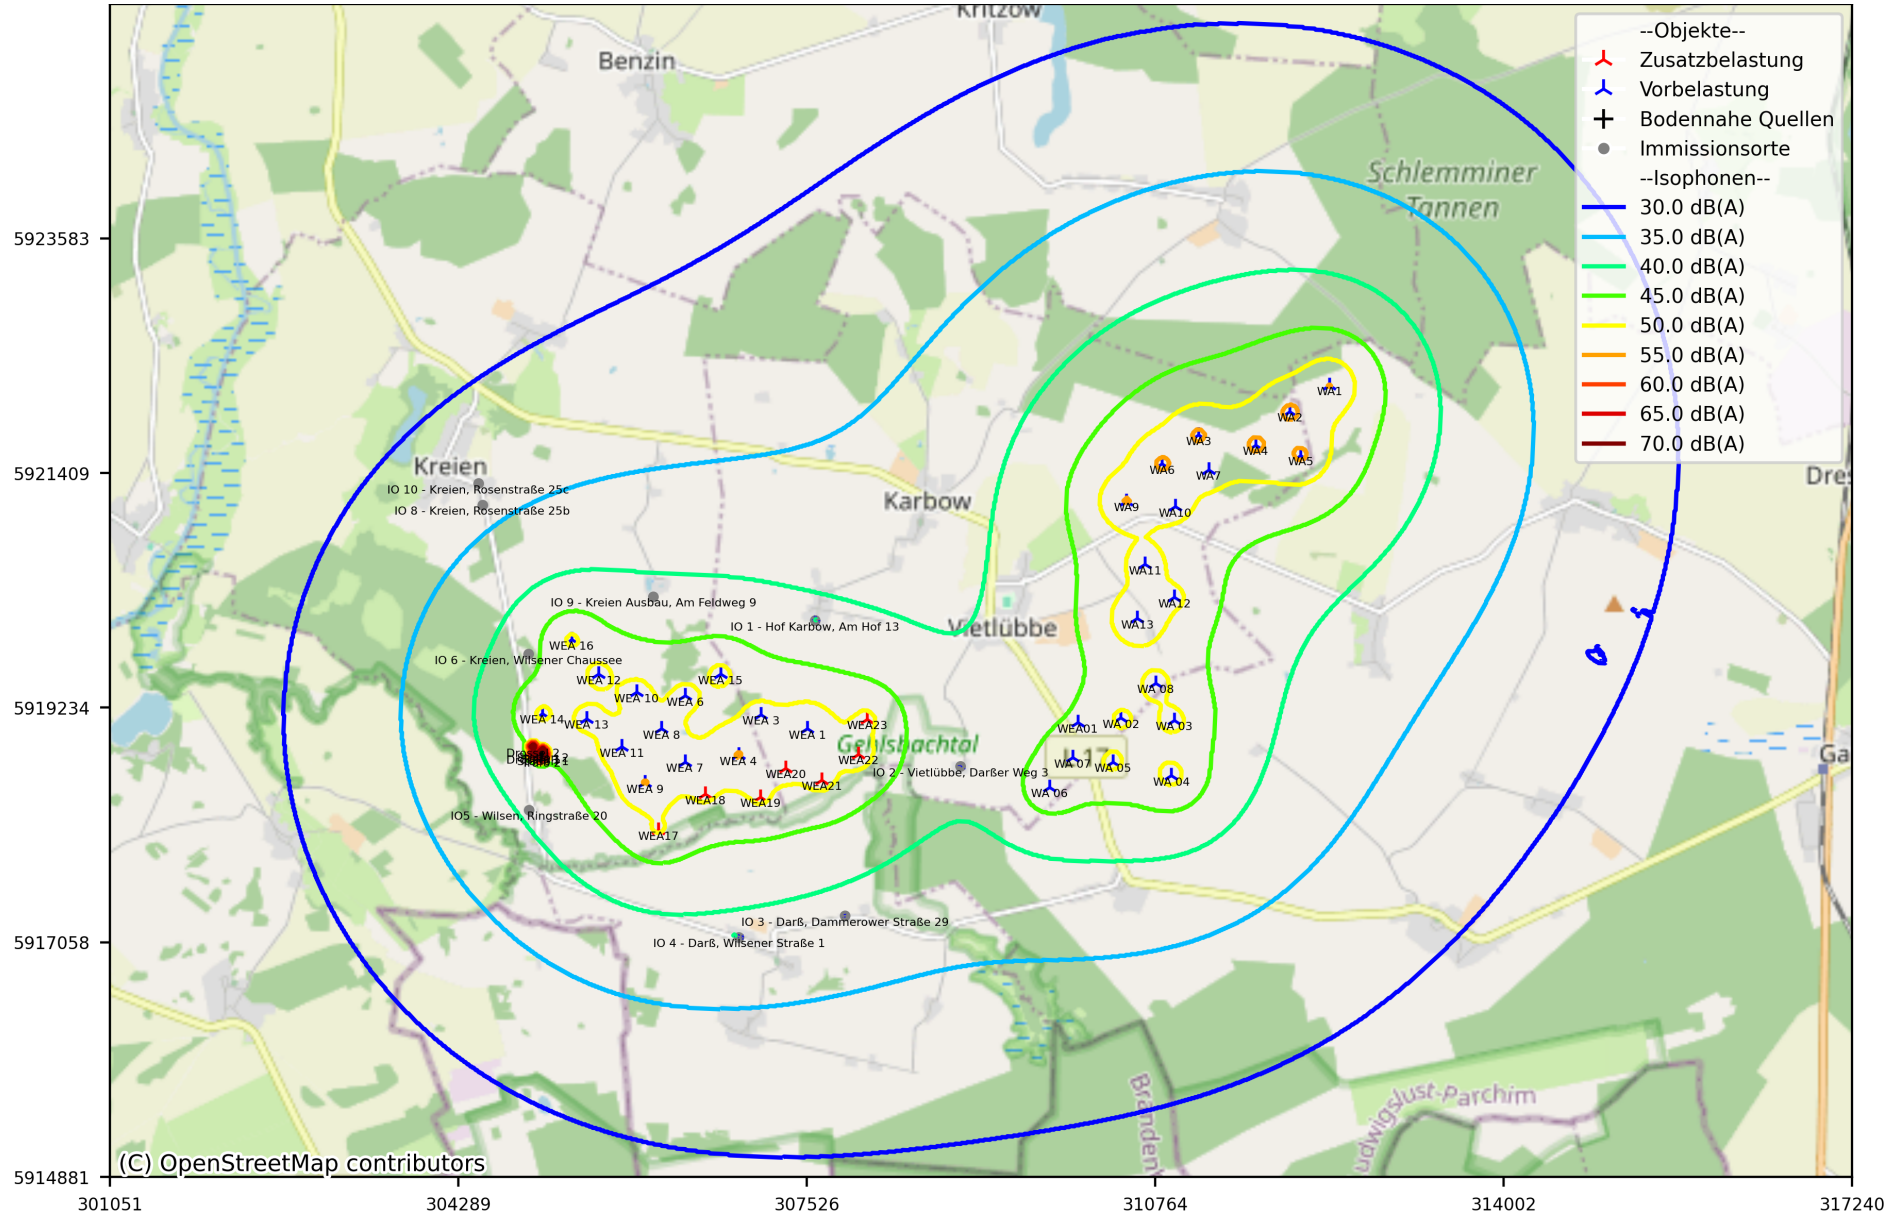 Kritzow
Benzin
--Objekte--
Zusatzbelastung
Vorbelastung
Bodennahe Quellen
Immissionsorte
--Isophonen--
30.0 dB(A)
35.0 dB(A)
40.0 dB(A)
45.0 dB(A)
50.0 dB(A)
55.0 dB(A)
60.0 dB(A)
65.0 dB(A)
70.0 dB(A)
Schlemminer
Tannen
5923583
WA1
WA2
WA3
WA4
WA5
WA6
WA7
WA9
WA10
Kreien
5921409
Dres
IO 10 - Kreien, Rosenstraße 25c
IO 8 - Kreien, Rosenstraße 25b
Karbow
WA11
WA12
WA13
IO 9 - Kreien Ausbau, Am Feldweg 9
IO 1 - Hof Karbow, Am Hof 13
Vietlübbe
WEA 16
IO 6 - Kreien, Wilsener Chaussee
WEA 12
WEA 15
WEA 10
WEA 6
WA 08
5919234
WEA 14
WEA 13
WEA 3
WEA23
WEA 8
WEA 1
WEA01
WA 02
WA 03
Gehlsbachtal
WEA 11
WEA 4
WEA22
WEA 7
WEA20
IO 2 - Vietlübbe, Darßer Weg 3
L 17
WA 07
WA 05
WA 04
Ga
WEA 9
WEA21
WEA18
WEA19
WA 06
IO5 - Wilsen, Ringstraße 20
WEA17
IO 3 - Darß, Dammerower Straße 29
5917058
IO 4 - Darß, Wilsener Straße 1
Branden
udwigslust-Parchim
(C) OpenStreetMap contributors
5914881
301051
304289
307526
310764
314002
317240